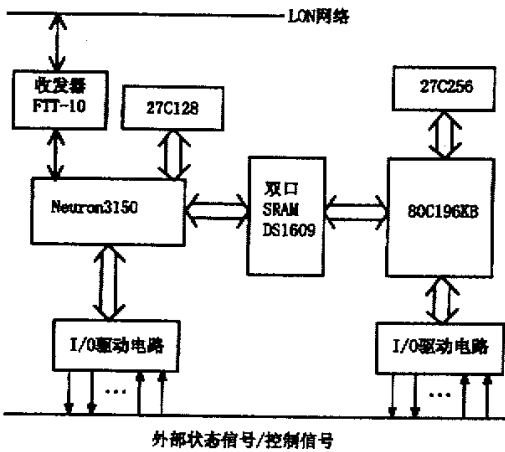 LON网络
收发器
FTT-10
27C128
27C256
Neuron3150
双口
SRAM
DS1609
80C196KB
I/O驱动电路
I/O驱动电路
...
...
外部状态信号/控制信号